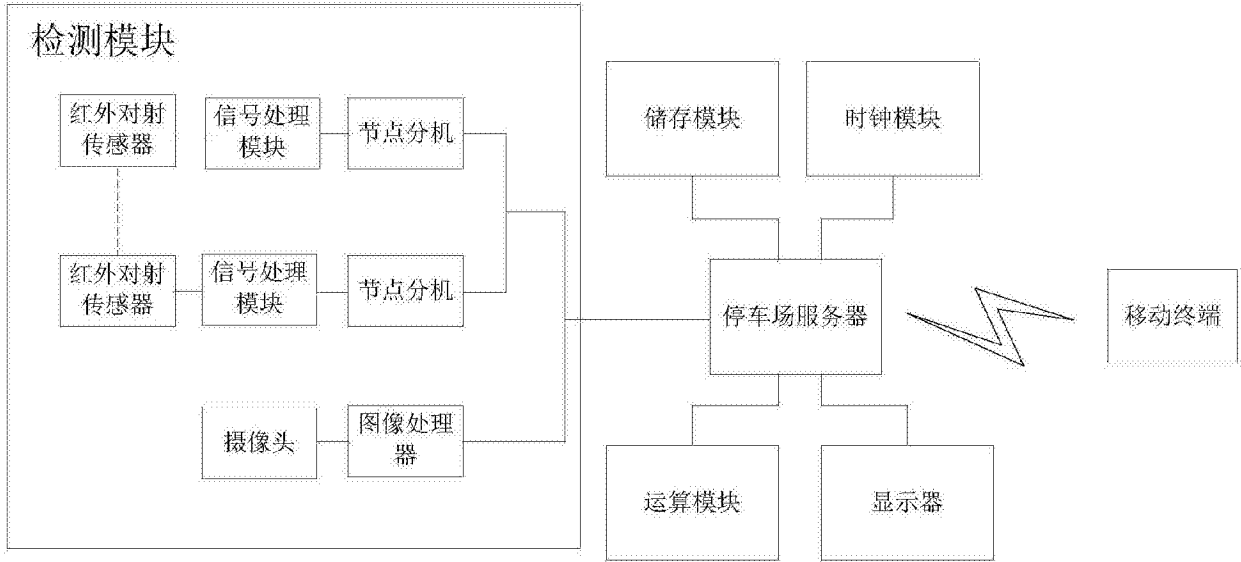 检测模块
红外对射
传感器
信号处理
模块
节点分机
红外对射
传感器
信号处理
模块
节点分机
摄像头
图像处理
器
储存模块
时钟模块
停车场服务器
移动终端
运算模块
显示器